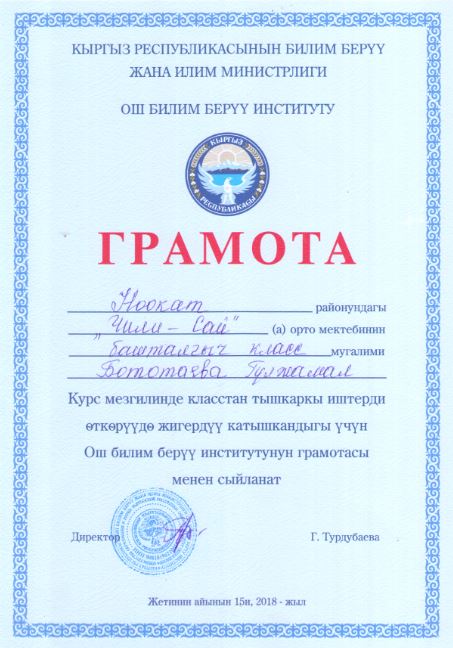 КЫРГЫЗ РЕСПУБЛИКАСЫНЫН БИЛИМ БЕРҮҮ
ЖАНА ИЛИМ МИНИСТРЛИГИ
ОШ БИЛИМ БЕРҮҮ ИНСТИТУТУ
КЫРГЫЗ
РЕСПУБЛИКАСЫ
ГРАМОТА
Ноокат районундагы
"Чили-Сай" (а) орто мектебинин
башталгыч класс мугалими
Бототаева Гулжамал
Курс мезгилинде класстан тышкаркы иштерди
өткөрүүдө жигердүү катышкандыгы үчүн
Ош билим берүү институтунун грамотасы
менен сыйланат
Директор Г. Турдубаева
Жетинин айынын 15и, 2018 - жыл